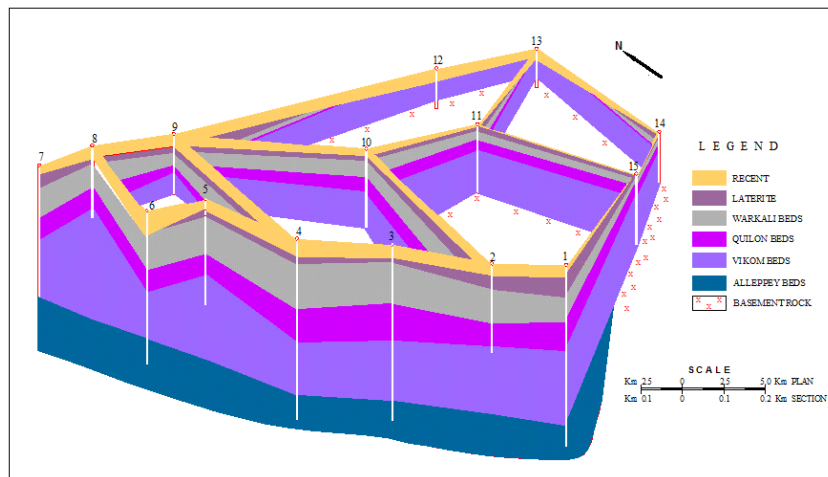 13
N
12
14
11
9
10
8
7
15
5
6
4
3
2
1
L E G E N D
RECENT
LATERITE
WARKALI BEDS
QUILON BEDS
VIKOM BEDS
ALLEPPEY BEDS
x x x BASEMENT ROCK
SCALE
Km 2.5 0 2.5 5.0 Km PLAN
Km 0.1 0 0.1 0.2 Km SECTION